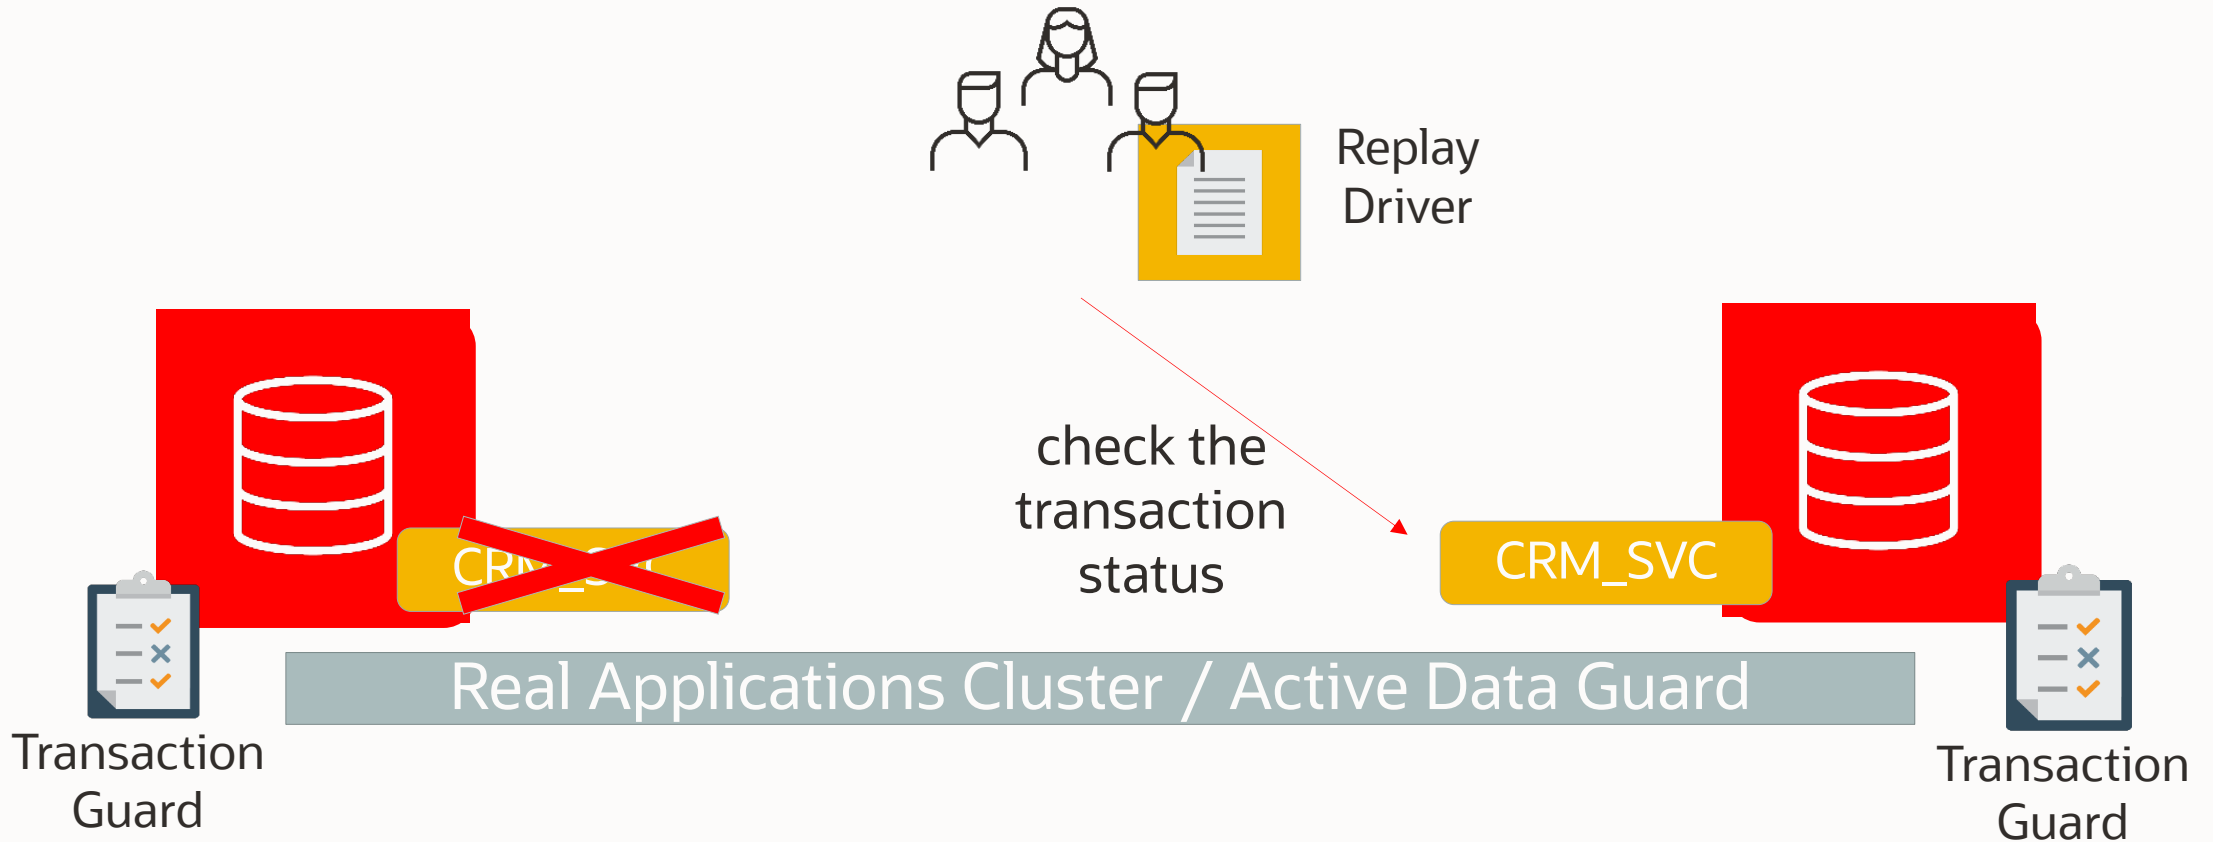 Replay
Driver
check the
transaction
status
CRM_SVC
Real Applications Cluster / Active Data Guard
Transaction
Guard
Transaction
Guard